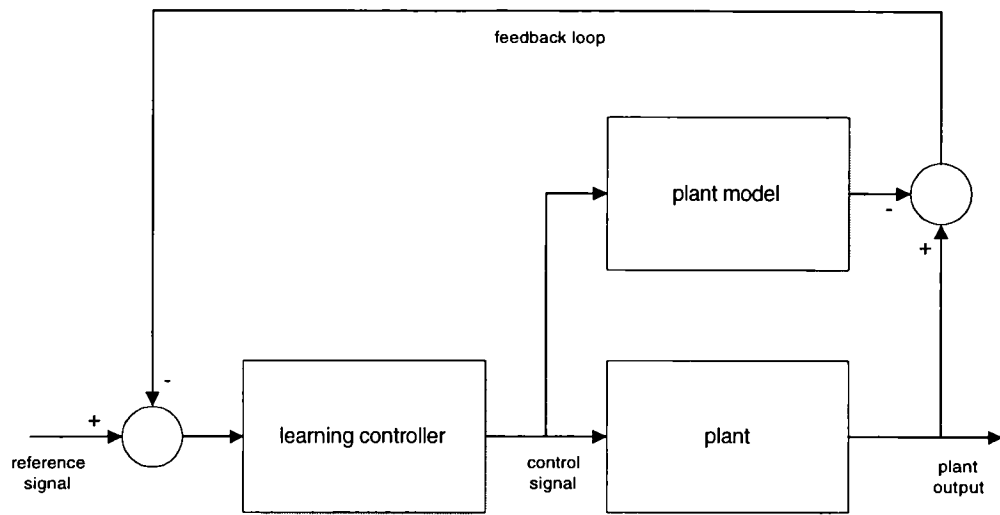 feedback loop
plant model
-
+
-
+
learning controller
plant
reference
signal
control
signal
plant
output